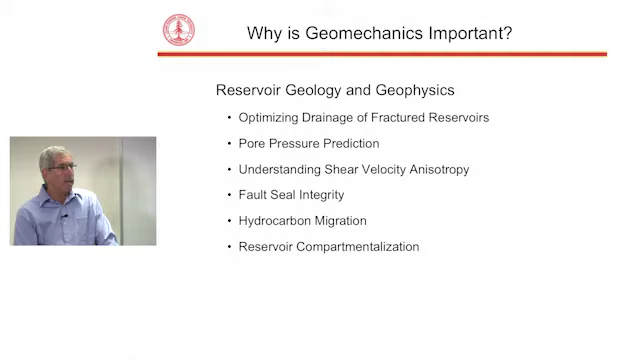 Why is Geomechanics Important?
Reservoir Geology and Geophysics
• Optimizing Drainage of Fractured Reservoirs
• Pore Pressure Prediction
• Understanding Shear Velocity Anisotropy
• Fault Seal Integrity
• Hydrocarbon Migration
• Reservoir Compartmentalization